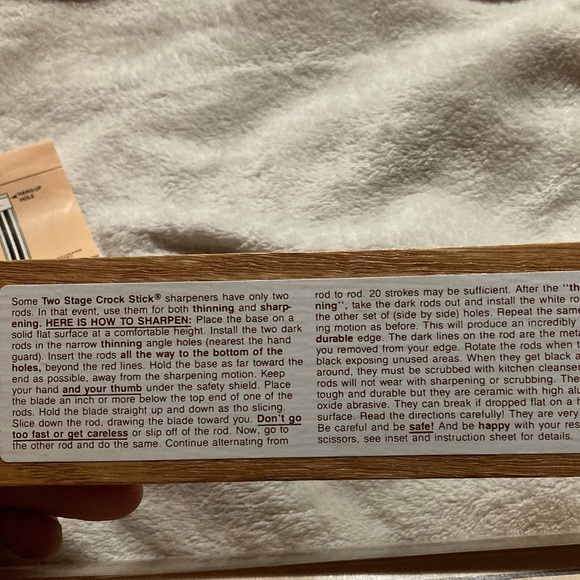 HANG-UP
HOLE
Some Two Stage Crock Stick® sharpeners have only two
rods. In that event, use them for both thinning and sharp-
ening. HERE IS HOW TO SHARPEN: Place the base on a
solid flat surface at a comfortable height. Install the two dark
rods in the narrow thinning angle holes (nearest the hand
guard). Insert the rods all the way to the bottom of the
holes, beyond the red lines. Hold the base as far toward the
end as possible, away from the sharpening motion. Keep
your hand and your thumb under the safety shield. Place
the blade an inch or more below the top end of one of the
rods. Hold the blade straight up and down as tho slicing.
Slice down the rod, drawing the blade toward you. Don't go
too fast or get careless or slip off of the rod. Now, go to
the other rod and do the same. Continue alternating from
rod to rod. 20 strokes may be sufficient. After the "th
ning", take the dark rods out and install the white ro
the other set of (side by side) holes. Repeat the same
ing motion as before. This will produce an incredibly
durable edge. The dark lines on the rod are the meta
you removed from your edge. Rotate the rods when t
black exposing unused areas. When they get black a
around, they must be scrubbed with kitchen cleanser
rods will not wear with sharpening or scrubbing. The
tough and durable but they are ceramic with high alu
oxide abrasive. They can break if dropped flat on a h
surface. Read the directions carefully! They are very
Be careful and be safe! And be happy with your res
scissors, see inset and instruction sheet for details.